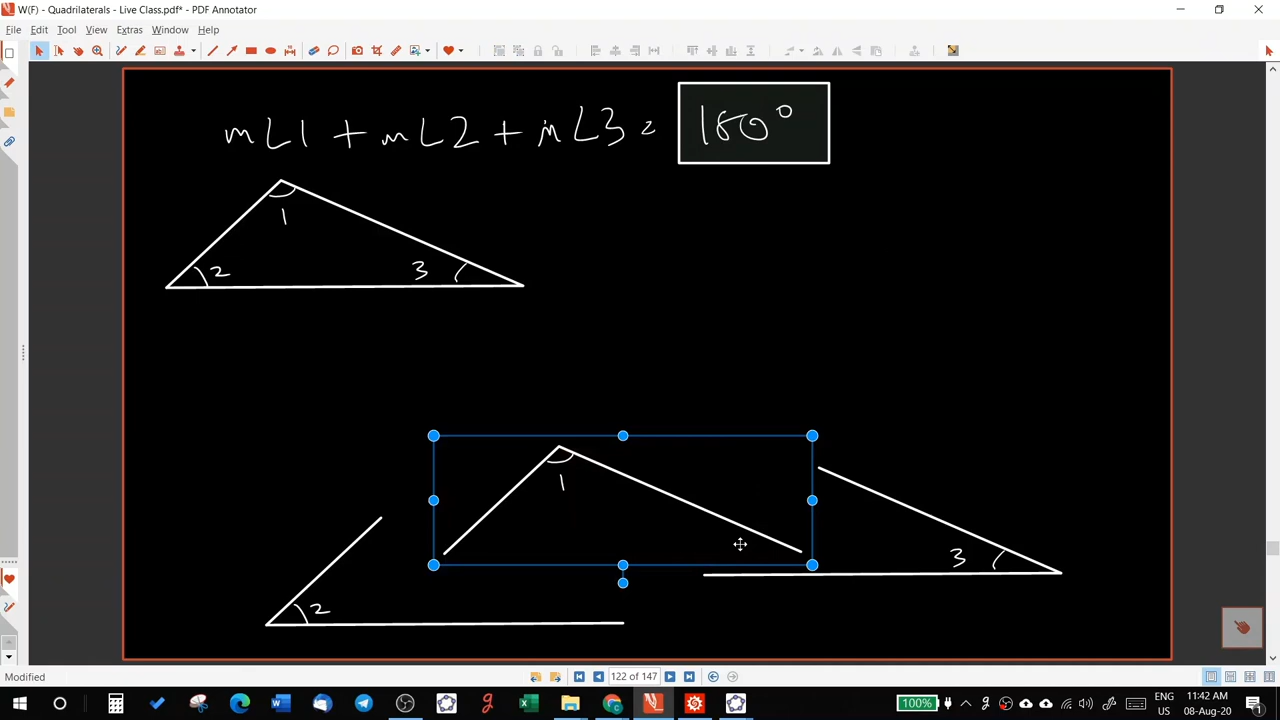 W(F) - Quadrilaterals - Live Class.pdf* - PDF Annotator
File Edit Tool View Extras Window Help
m∠1 + m∠2 + m∠3 = 180°
1
2
3
1
2
3
Modified
122 of 147
100%
ENG
US
11:42 AM
08-Aug-20